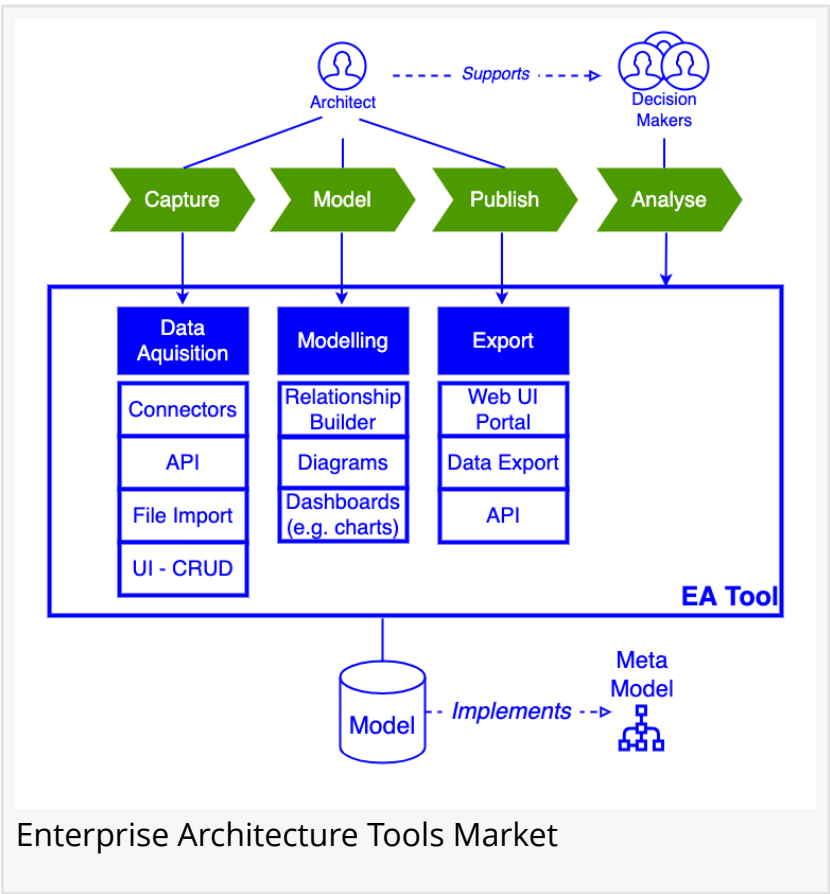 Supports
Architect
Decision
Makers
Capture
Model
Publish
Analyse
Data
Aquisition
Modelling
Export
Connectors
Relationship
Builder
Web UI
Portal
API
Diagrams
Data Export
File Import
Dashboards
(e.g. charts)
API
UI - CRUD
EA Tool
Meta
Model
Model
Implements
Enterprise Architecture Tools Market